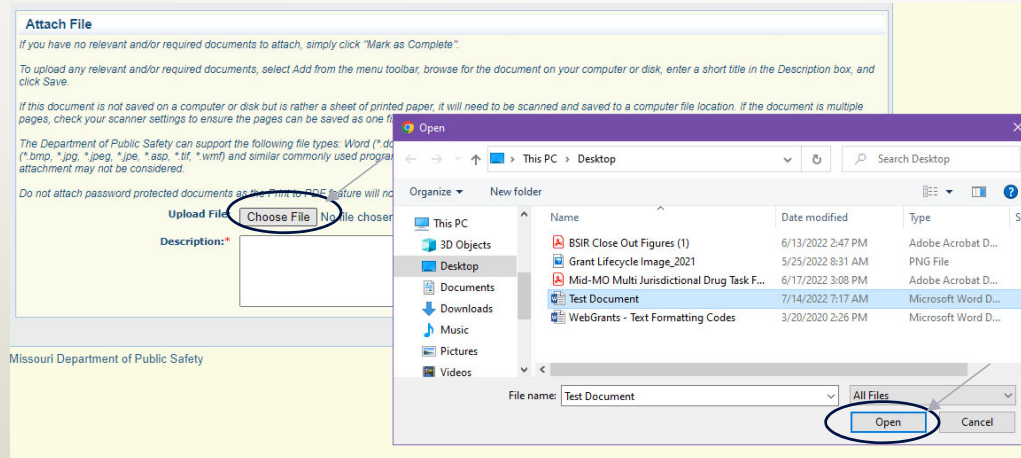 Attach File
If you have no relevant and/or required documents to attach, simply click "Mark as Complete".
To upload any relevant and/or required documents, select Add from the menu toolbar, browse for the document on your computer or disk, enter a short title in the Description box, and
click Save.
If this document is not saved on a computer or disk but is rather a sheet of printed paper, it will need to be scanned and saved to a computer file location. If the document is multiple
pages, check your scanner settings to ensure the pages can be saved as one
The Department of Public Safety can support the following file types: Word
(*.bmp, *.jpg, *.jpeg, *.jpe, *.asp, *.tif, *.wmf) and similar commonly used
attachment may not be considered.
Do not attach password protected documents as the Print to PDF feature will
Upload File: Choose File No file chosen
Description:*
Missouri Department of Public Safety
Open
This PC > Desktop
Search Desktop
Organize New folder
This PC
3D Objects
Desktop
Documents
Downloads
Music
Pictures
Videos
Name Date modified Type S
BSIR Close Out Figures (1) 6/13/2022 2:47 PM Adobe Acrobat D...
Grant Lifecycle Image_2021 5/25/2022 8:31 AM PNG File
Mid-MO Multi Jurisdictional Drug Task F... 6/17/2022 3:08 PM Adobe Acrobat D...
Test Document 7/14/2022 7:17 AM Microsoft Word D...
WebGrants - Text Formatting Codes 3/20/2020 2:26 PM Microsoft Word D...
File name: Test Document All Files
Open Cancel